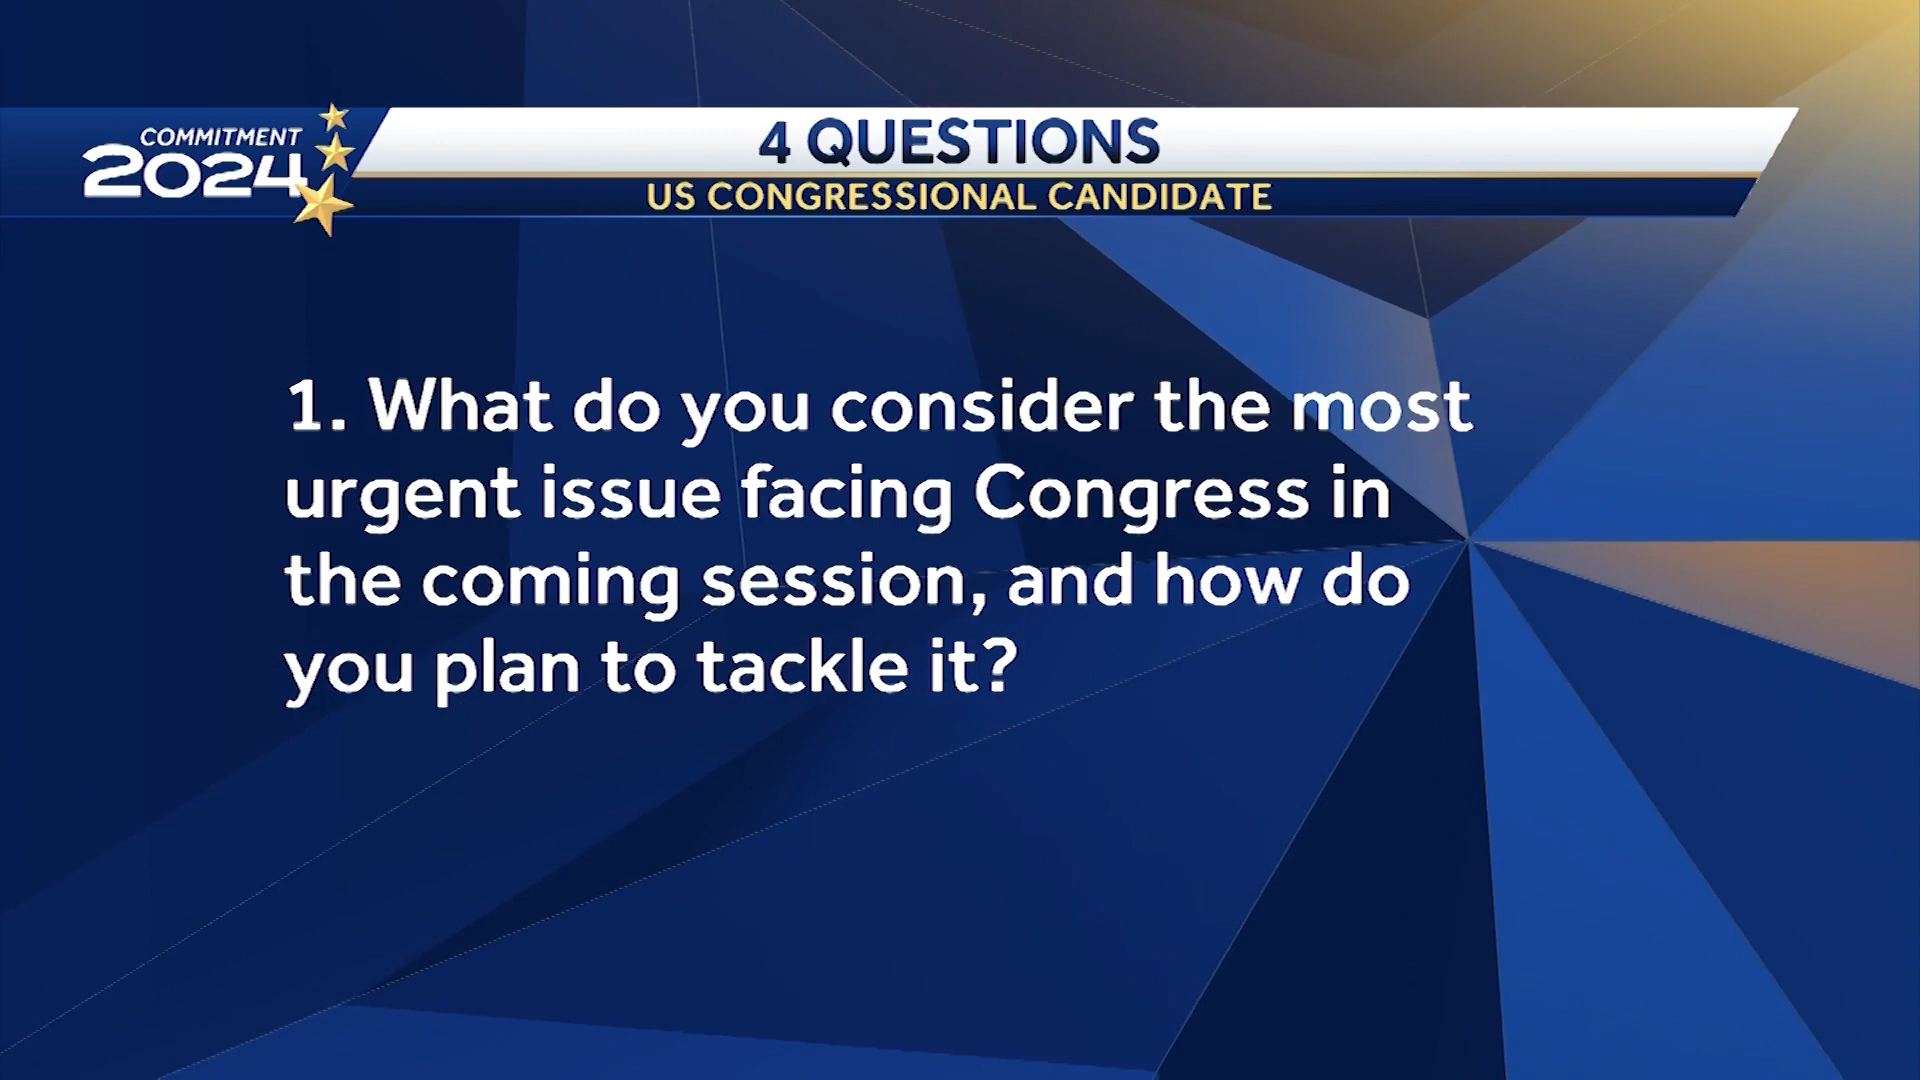 COMMITMENT
2024
4 QUESTIONS
US CONGRESSIONAL CANDIDATE
1. What do you consider the most
urgent issue facing Congress in
the coming session, and how do
you plan to tackle it?